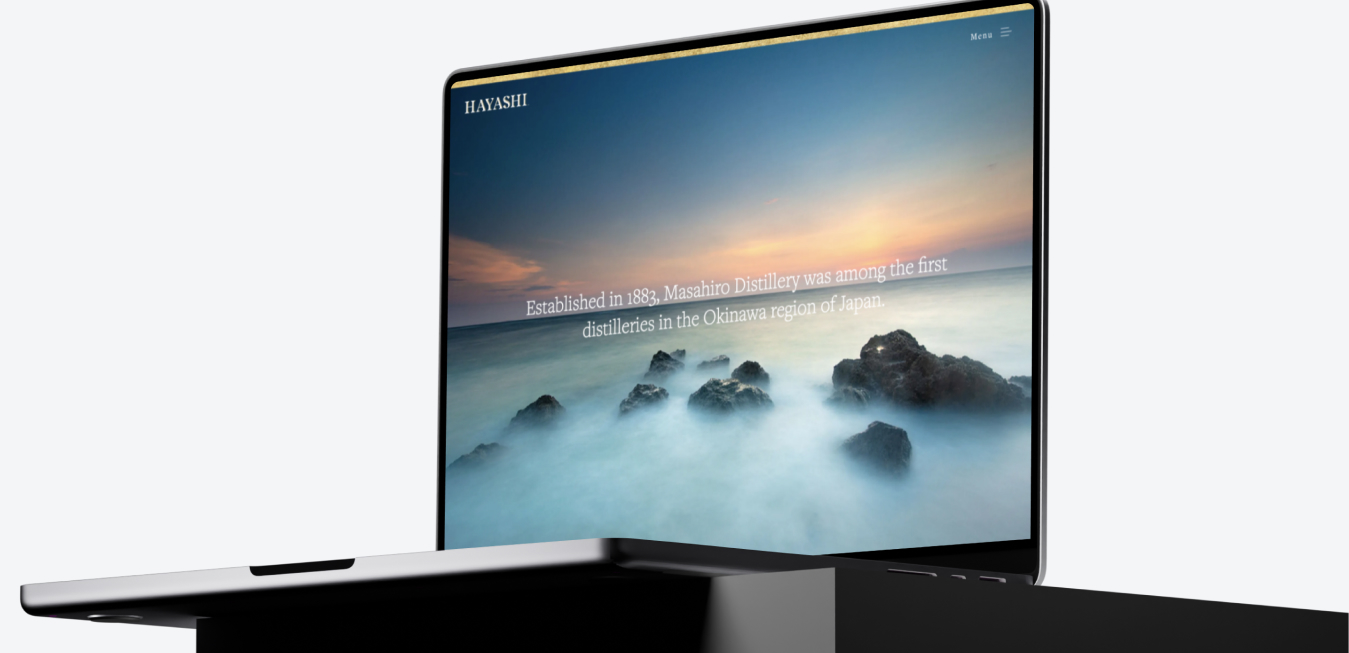 Menu
HAYASHI
Established in 1883, Masahiro Distillery was among the first
distilleries in the Okinawa region of Japan.